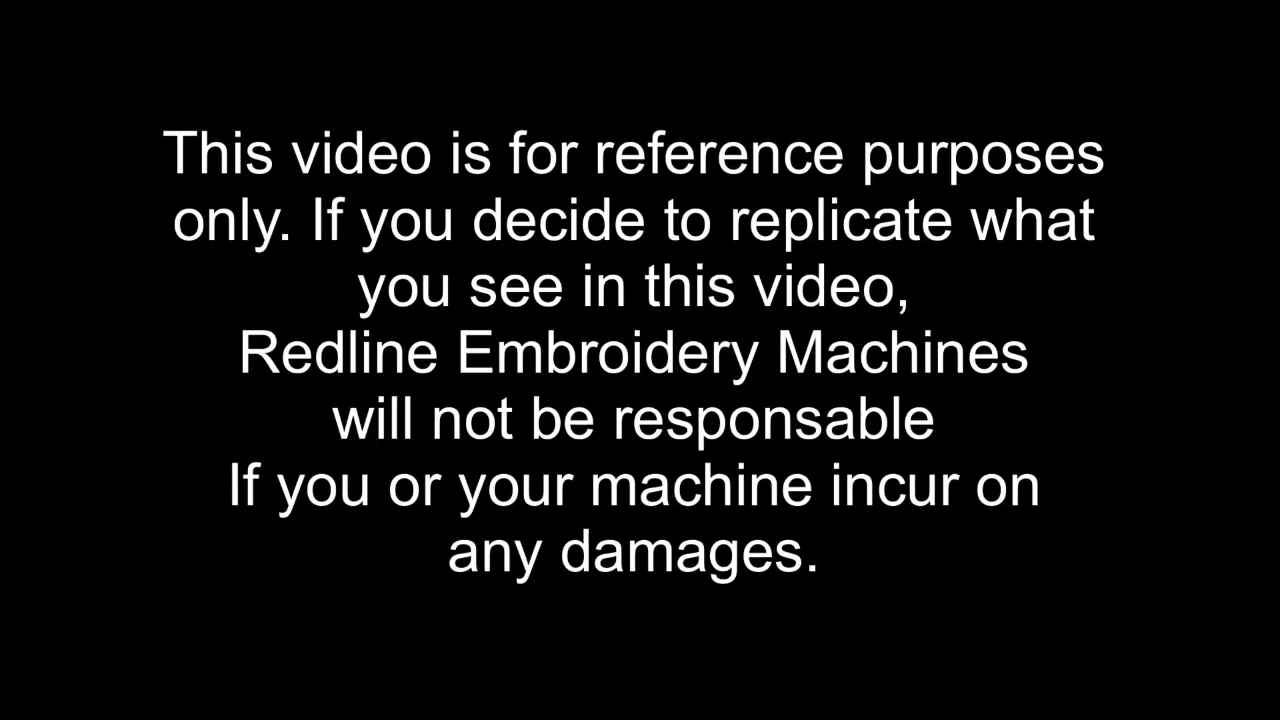 This video is for reference purposes
only. If you decide to replicate what
you see in this video,
Redline Embroidery Machines
will not be responsable
If you or your machine incur on
any damages.